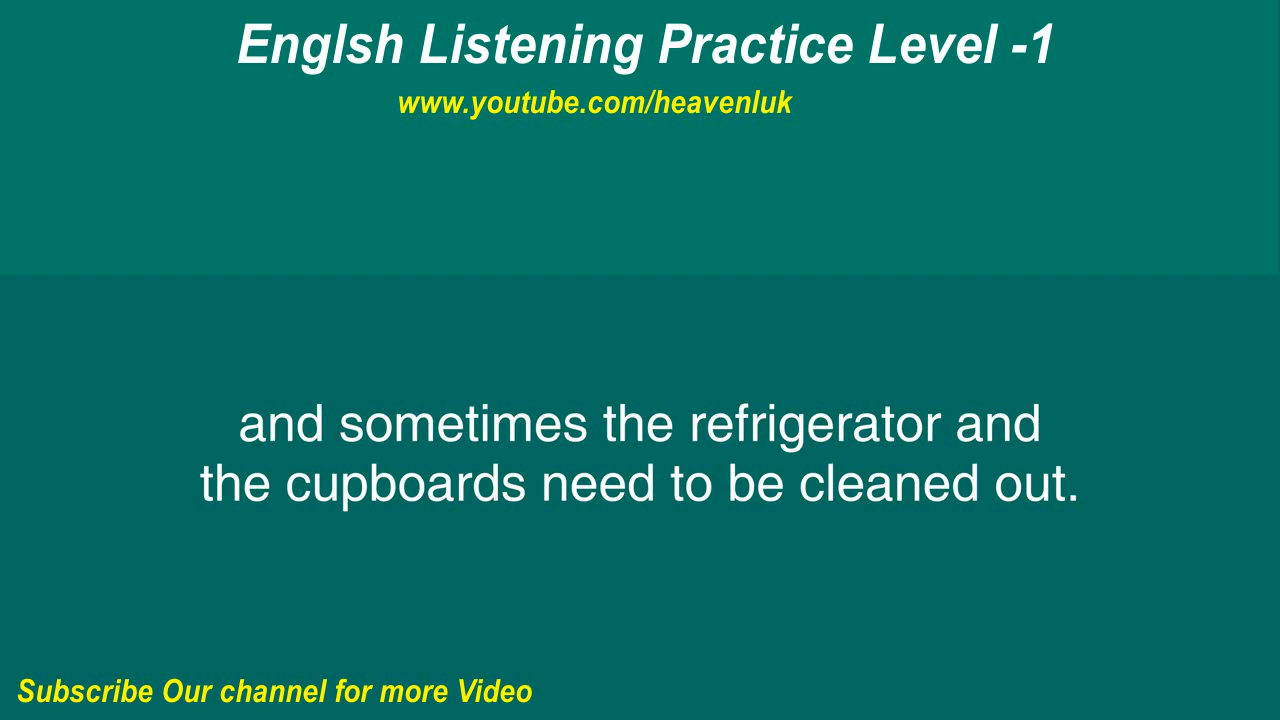 Englsh Listening Practice Level -1
www.youtube.com/heavenluk
and sometimes the refrigerator and
the cupboards need to be cleaned out.
Subscribe Our channel for more Video